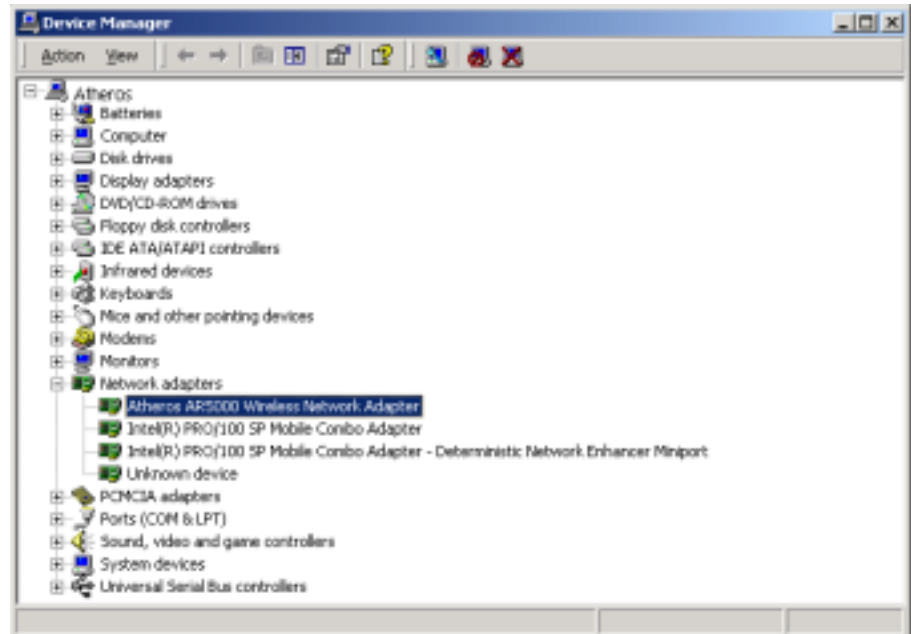 Device Manager
Action View
Atheros
Batteries
Computer
Disk drives
Display adapters
DVD/CD-ROM drives
Floppy disk controllers
IDE ATA/ATAPI controllers
Infrared devices
Keyboards
Mice and other pointing devices
Modems
Monitors
Network adapters
Atheros AR5000 Wireless Network Adapter
Intel(R) PRO/100 SP Mobile Combo Adapter
Intel(R) PRO/100 SP Mobile Combo Adapter - Deterministic Network Enhancer Miniport
Unknown device
PCMCIA adapters
Ports (COM & LPT)
Sound, video and game controllers
System devices
Universal Serial Bus controllers